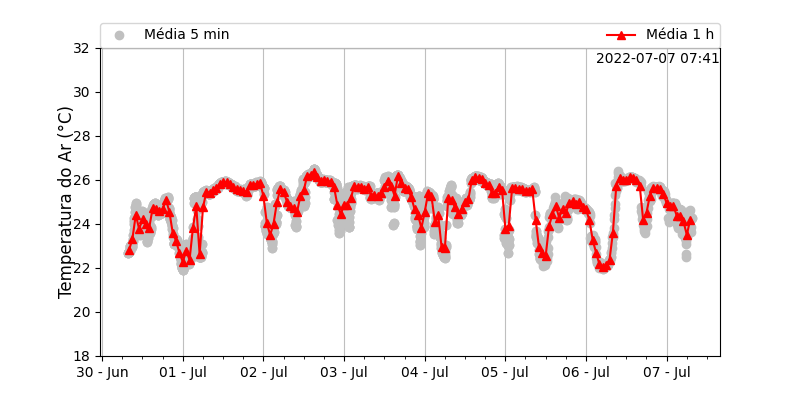 Média 5 min
Média 1 h
2022-07-07 07:41
Temperatura do Ar (°C)
32
30
28
26
24
22
20
18
30 - Jun
01 - Jul
02 - Jul
03 - Jul
04 - Jul
05 - Jul
06 - Jul
07 - Jul